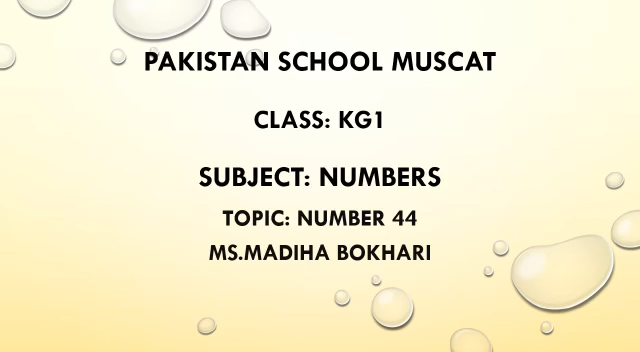 PAKISTAN SCHOOL MUSCAT
CLASS: KG1
SUBJECT: NUMBERS
TOPIC: NUMBER 44
MS.MADIHA BOKHARI